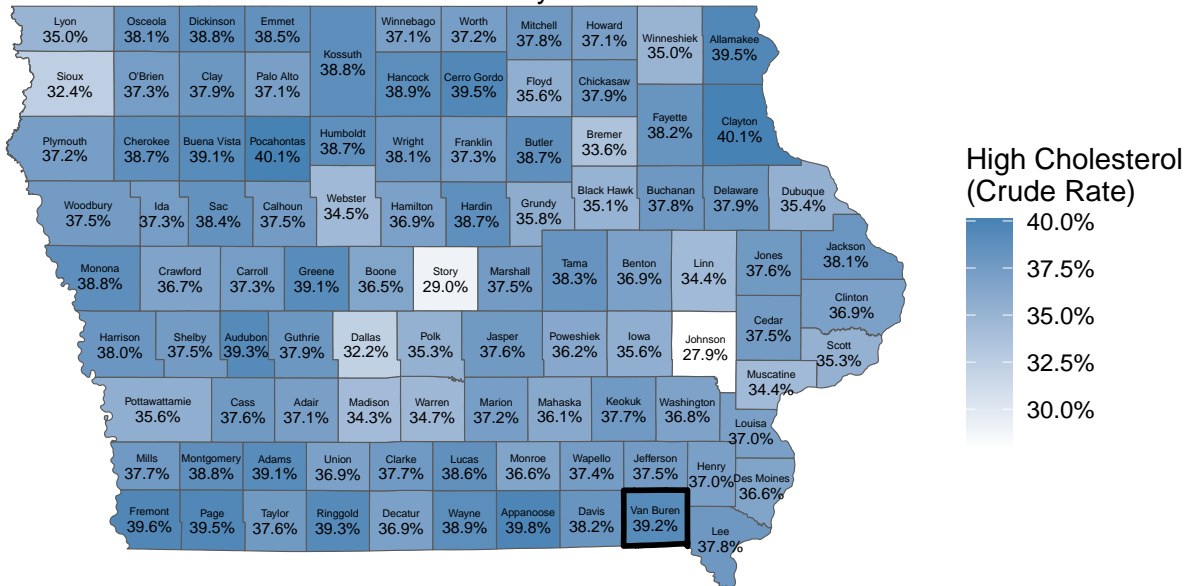 Lyon
35.0%
Osceola
38.1%
Dickinson
38.8%
Emmet
38.5%
Kossuth
38.8%
Winnebago
37.1%
Worth
37.2%
Mitchell
37.8%
Howard
37.1%
Winneshiek
35.0%
Allamakee
39.5%
Sioux
32.4%
O'Brien
37.3%
Clay
37.9%
Palo Alto
37.1%
Hancock
38.9%
Cerro Gordo
39.5%
Floyd
35.6%
Chickasaw
37.9%
Fayette
38.2%
Clayton
40.1%
Plymouth
37.2%
Cherokee
38.7%
Buena Vista
39.1%
Pocahontas
40.1%
Humboldt
38.7%
Wright
38.1%
Franklin
37.3%
Butler
38.7%
Bremer
33.6%
Woodbury
37.5%
Ida
37.3%
Sac
38.4%
Calhoun
37.5%
Webster
34.5%
Hamilton
36.9%
Hardin
38.7%
Grundy
35.8%
Black Hawk
35.1%
Buchanan
37.8%
Delaware
37.9%
Dubuque
35.4%
Monona
38.8%
Crawford
36.7%
Carroll
37.3%
Greene
39.1%
Boone
36.5%
Story
29.0%
Marshall
37.5%
Tama
38.3%
Benton
36.9%
Linn
34.4%
Jones
37.6%
Jackson
38.1%
Clinton
36.9%
Harrison
38.0%
Shelby
37.5%
Audubon
39.3%
Guthrie
37.9%
Dallas
32.2%
Polk
35.3%
Jasper
37.6%
Poweshiek
36.2%
Iowa
35.6%
Johnson
27.9%
Cedar
37.5%
Scott
35.3%
Muscatine
34.4%
Pottawattamie
35.6%
Cass
37.6%
Adair
37.1%
Madison
34.3%
Warren
34.7%
Marion
37.2%
Mahaska
36.1%
Keokuk
37.7%
Washington
36.8%
Louisa
37.0%
Mills
37.7%
Montgomery
38.8%
Adams
39.1%
Union
36.9%
Clarke
37.7%
Lucas
38.6%
Monroe
36.6%
Wapello
37.4%
Jefferson
37.5%
Henry
37.0%
Des Moines
36.6%
Fremont
39.6%
Page
39.5%
Taylor
37.6%
Ringgold
39.3%
Decatur
36.9%
Wayne
38.9%
Appanoose
39.8%
Davis
38.2%
Van Buren
39.2%
Lee
37.8%
High Cholesterol
(Crude Rate)
40.0%
37.5%
35.0%
32.5%
30.0%